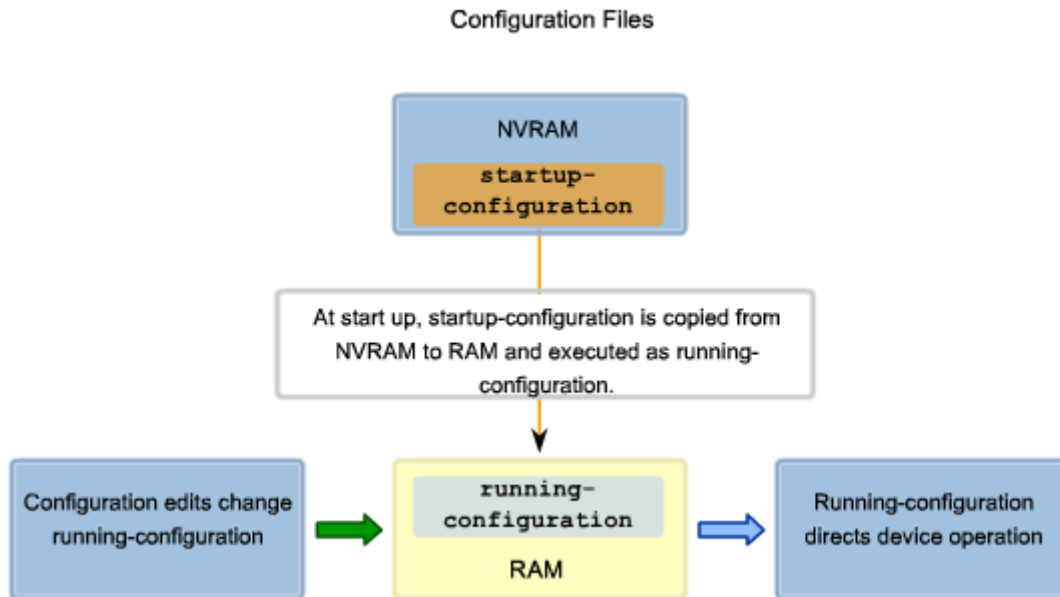 Configuration Files
NVRAM
startup-
configuration
At start up, startup-configuration is copied from
NVRAM to RAM and executed as running-
configuration.
Configuration edits change
running-configuration
running-
configuration
RAM
Running-configuration
directs device operation